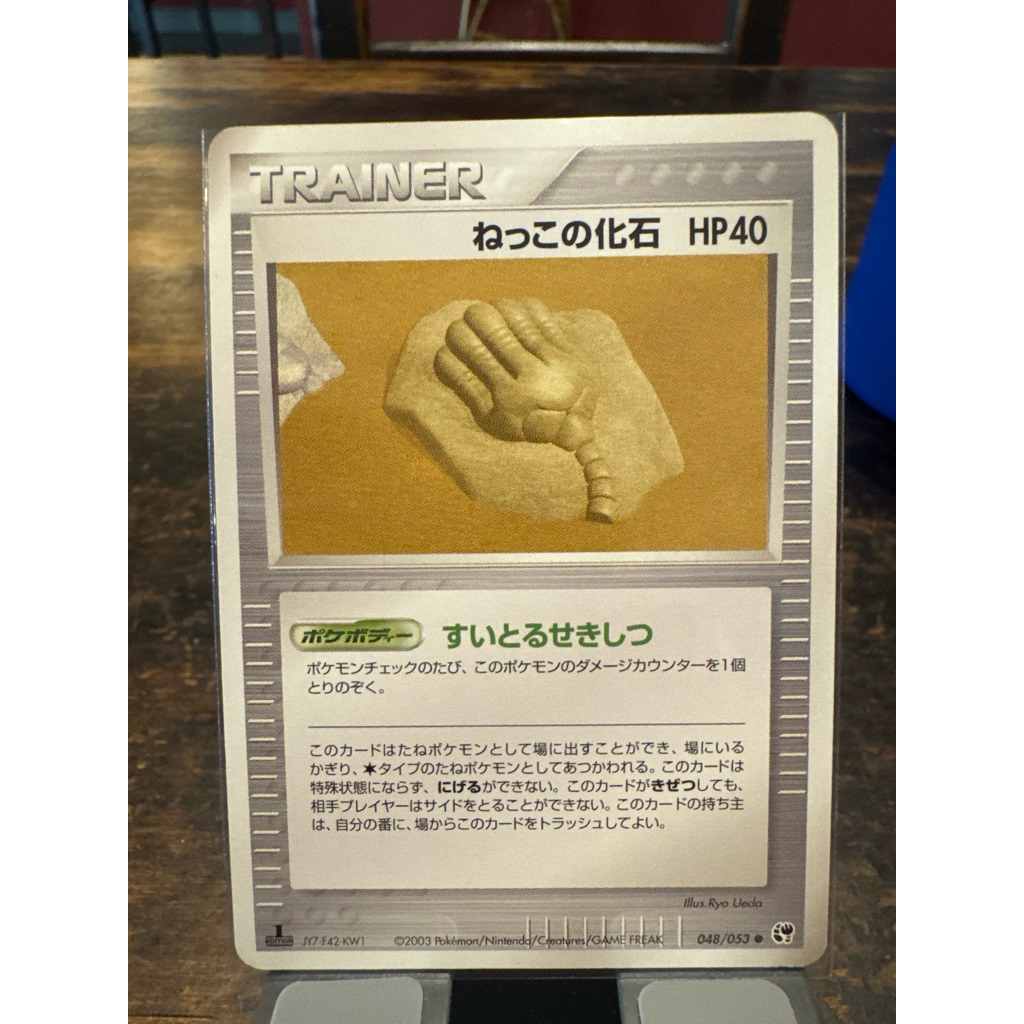 TRAINER
ねっこの化石 HP40
ポケボディー すいとるせきしつ
ポケモンチェックのたび、このポケモンのダメージカウンターを1個
とりのぞく。
このカードはたねポケモンとして場に出すことができ、場にいる
かぎり、タイプのたねポケモンとしてあつかわれる。このカードは
特殊状態にならず、にげるができない。このカードがきぜつしても、
相手プレイヤーはサイドをとることができない。このカードの持ち主
は、自分の番に、場からこのカードをトラッシュしてよい。
Illus.Ryo Ueda
1 EDITION JY7-F42-KW1 ©2003 Pokémon/Nintendo/Creatures/GAME FREAK 048/053